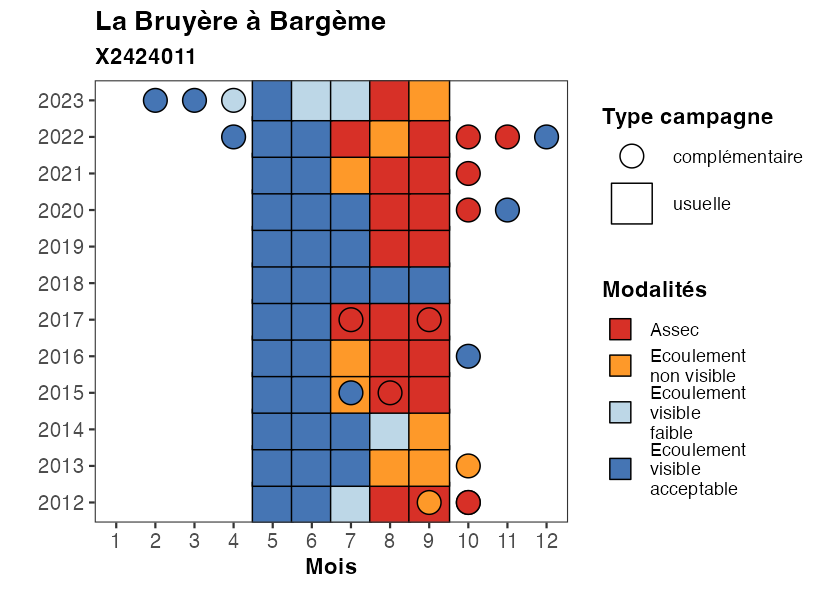 La Bruyère à Bargème
X2424011
2023
2022
2021
2020
2019
2018
2017
2016
2015
2014
2013
2012
1 2 3 4 5 6 7 8 9 10 11 12
Mois
Type campagne
complémentaire
usuelle
Modalités
Assec
Ecoulement
non visible
Ecoulement
visible
faible
Ecoulement
visible
acceptable